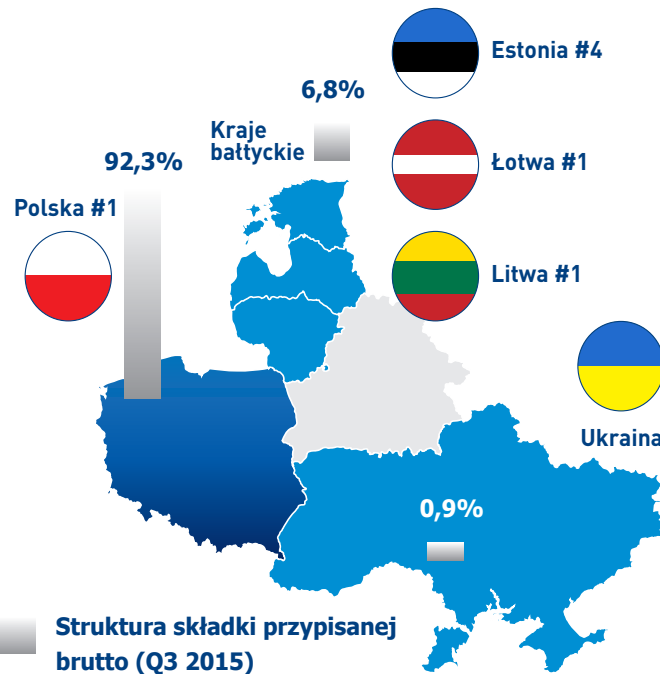 Estonia #4
6,8%
Kraje
bałtyckie
92,3%
Łotwa #1
Polska #1
Litwa #1
Ukraina
0,9%
Struktura składki przypisanej
brutto (Q3 2015)